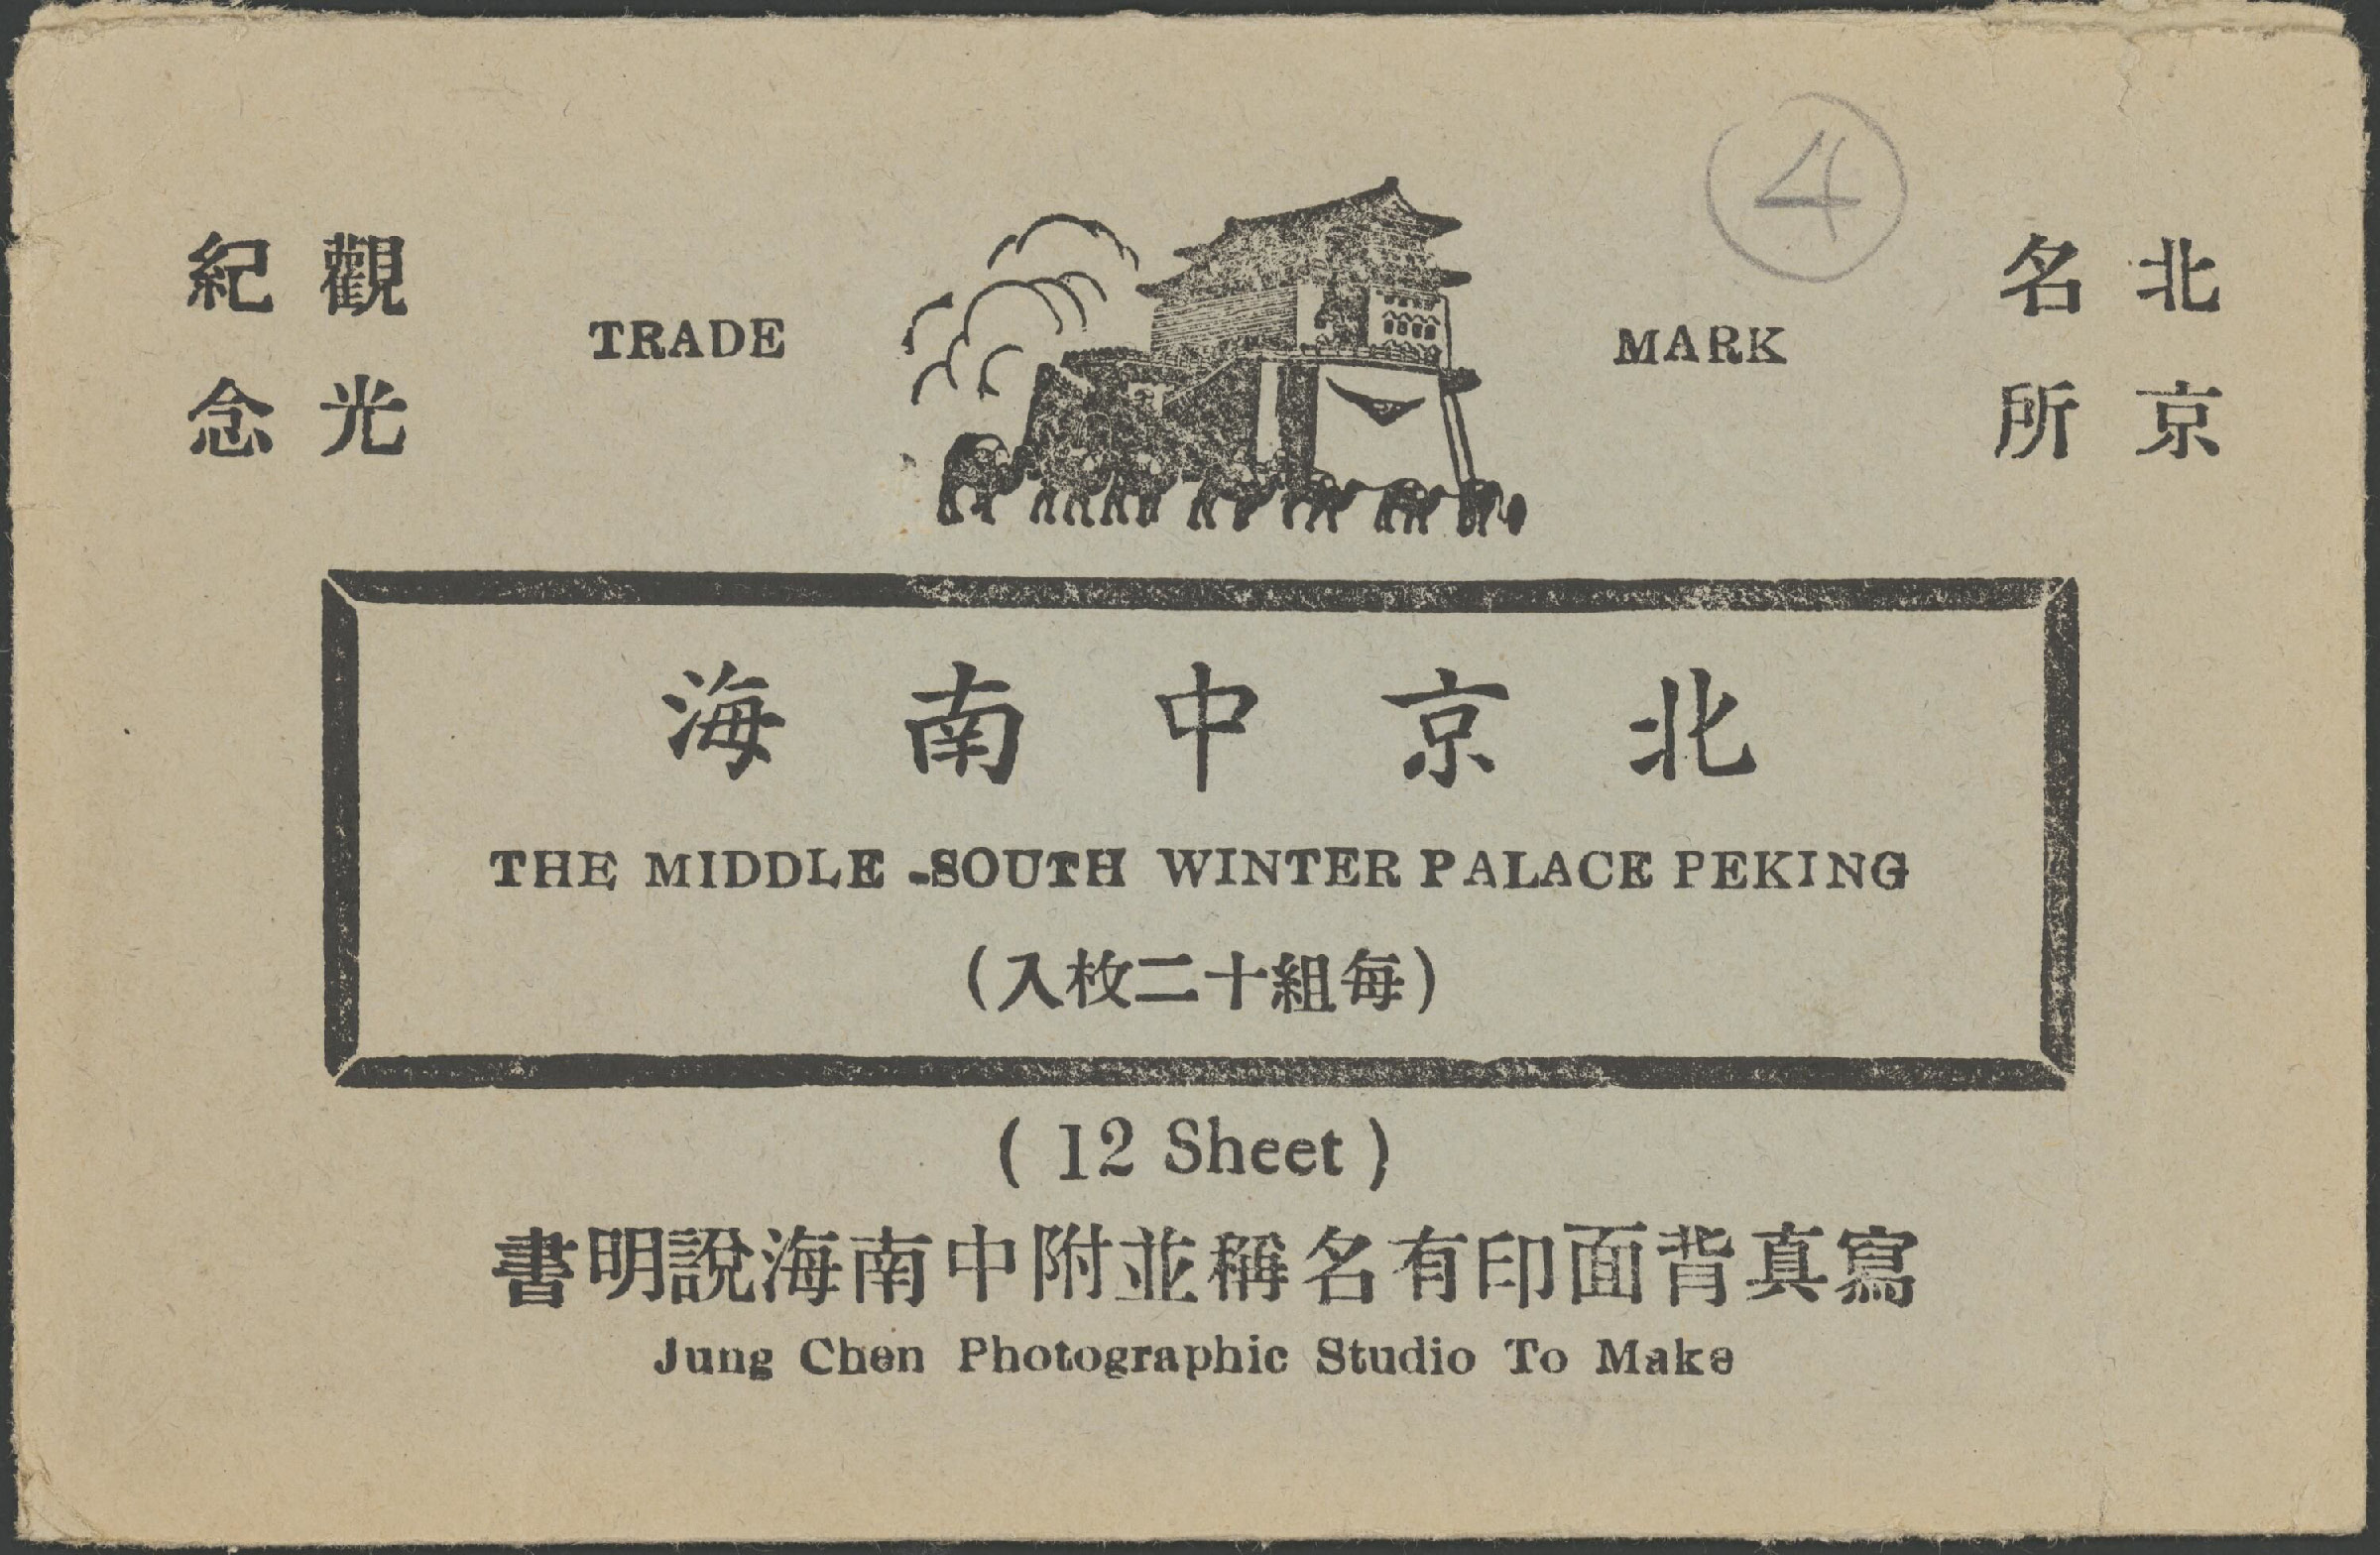 ④
北京
名所
TRADE MARK
觀光
紀念
北京中南海
THE MIDDLE-SOUTH WINTER PALACE PEKING
(每組十二枚入)
( 12 Sheet )
寫真背面印有名稱並附中南海說明書
Jung Chen Photographic Studio To Make